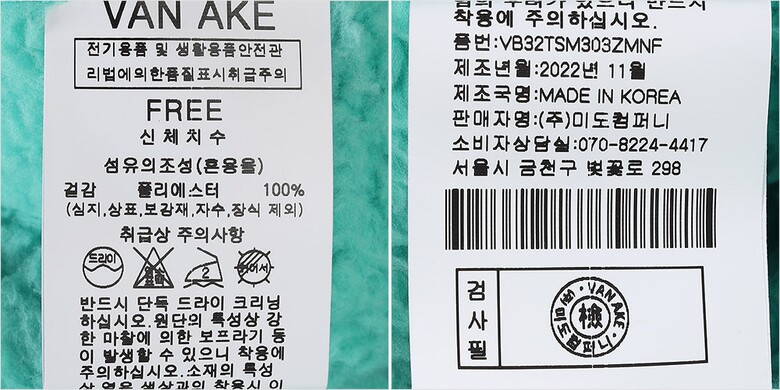 VAN AKE
전기용품 및 생활용품안전관
리법에의한품질표시취급주의
FREE
신체치수
섬유의조성(혼용율)
겉감 폴리에스터 100%
(심지,상표,보강재,자수,장식 제외)
취급상 주의사항
드라이
2
반드시 단독 드라이 크리닝
하십시오.원단의 특성상 강
한 마찰에 의한 보프라기 등
이 발생할 수 있으니 착용에
주의하십시오.소재의 특성
착용에 주의하십시오.
품번:VB32TSM303ZMNF
제조년월:2022년 11월
제조국명:MADE IN KOREA
판매자명:(주)미도컴퍼니
소비자상담실:070-8224-4417
서울시 금천구 벚꽃로 298
검사필
VAN AKE
檢